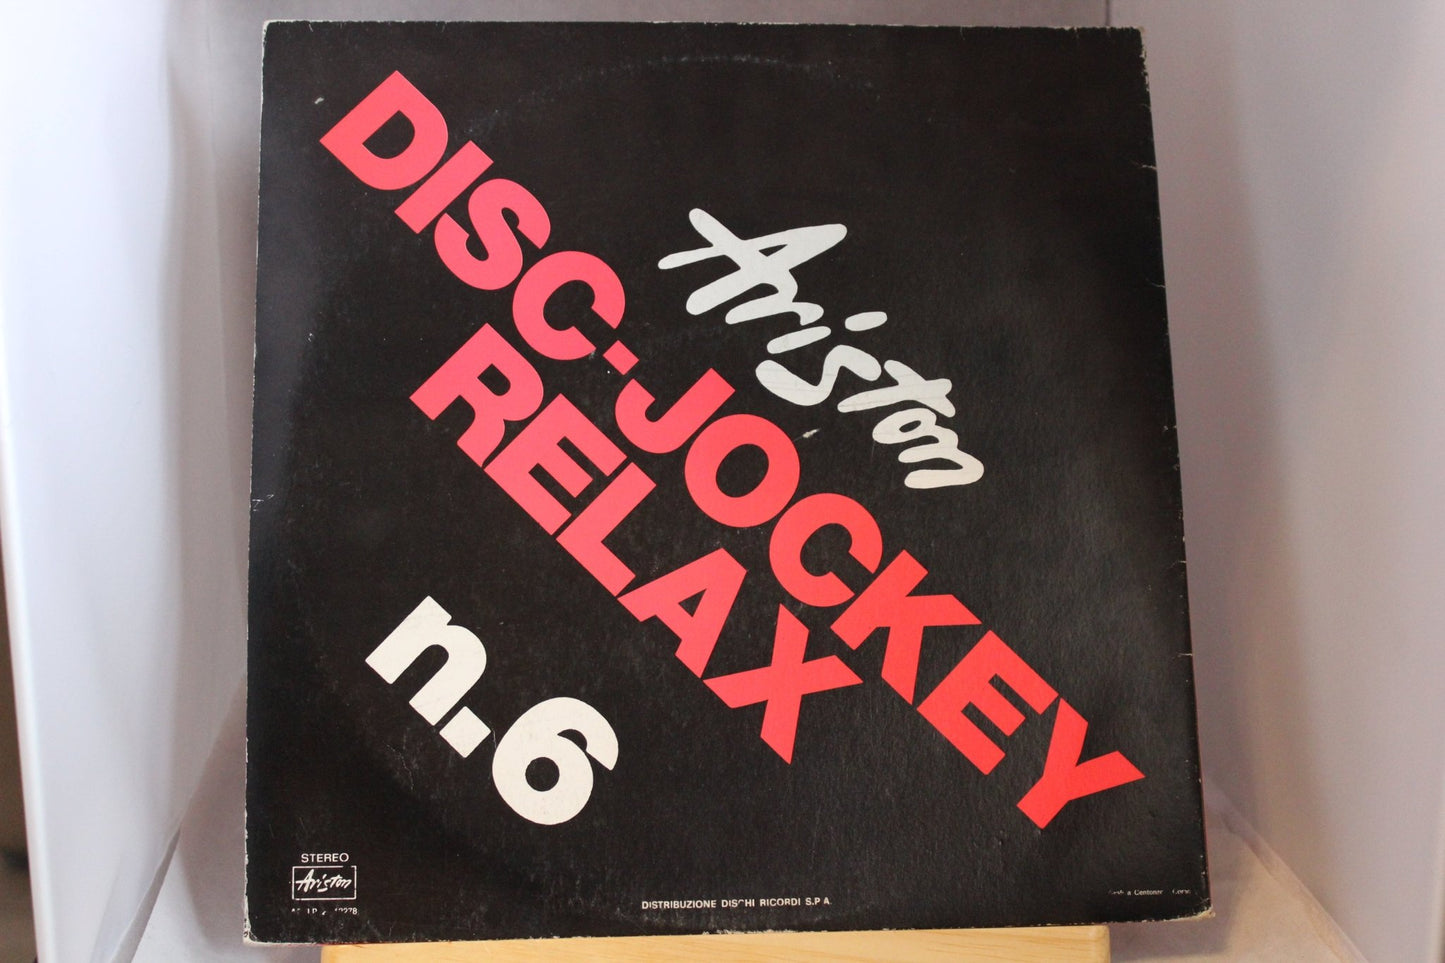 DISC-JOCKEY
RELAX
Ariston
n.6
STEREO
Ariston
DISTRIBUZIONE DISCHI RICORDI S.P.A.